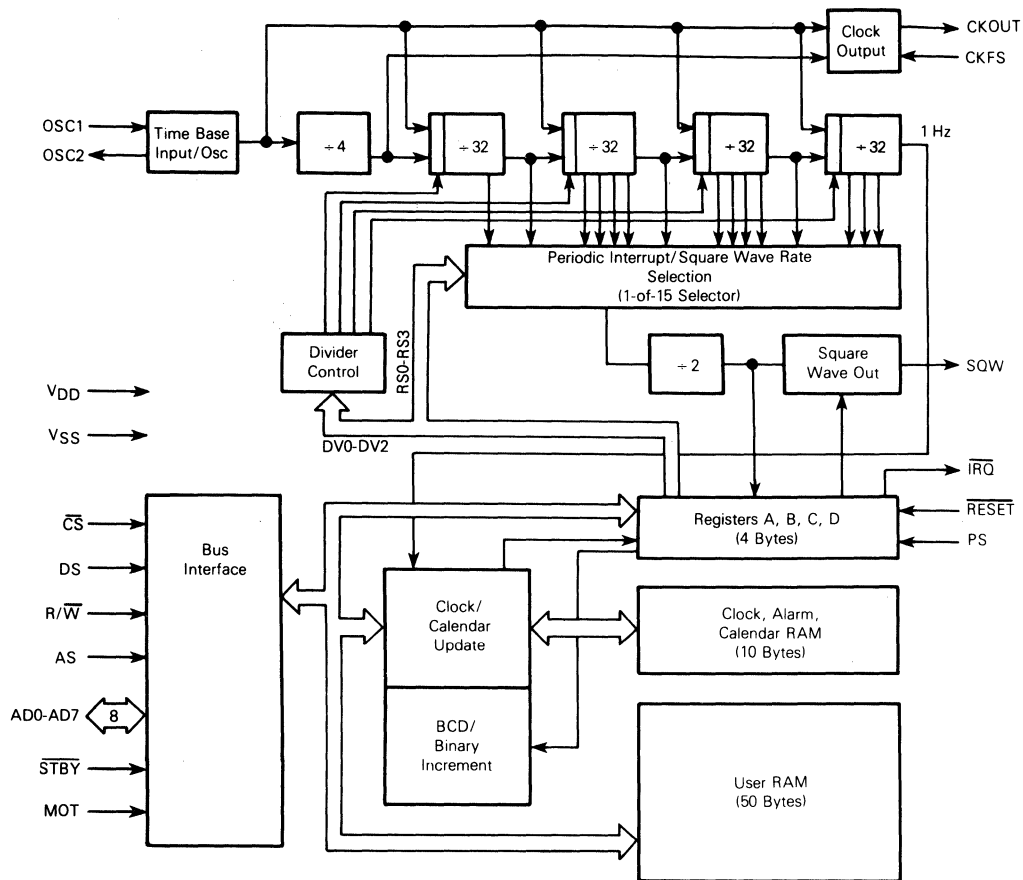 Clock
Output
CKOUT
CKFS
OSC1
OSC2
Time Base
Input/Osc
÷4
÷32
÷32
÷32
÷32
1 Hz
Periodic Interrupt/Square Wave Rate
Selection
(1-of-15 Selector)
Divider
Control
RS0-RS3
÷2
Square
Wave Out
SQW
VDD
VSS
DV0-DV2
IRQ
RESET
PS
Registers A, B, C, D
(4 Bytes)
CS
DS
R/W
AS
AD0-AD7
8
STBY
MOT
Bus
Interface
Clock/
Calendar
Update
Clock, Alarm,
Calendar RAM
(10 Bytes)
BCD/
Binary
Increment
User RAM
(50 Bytes)